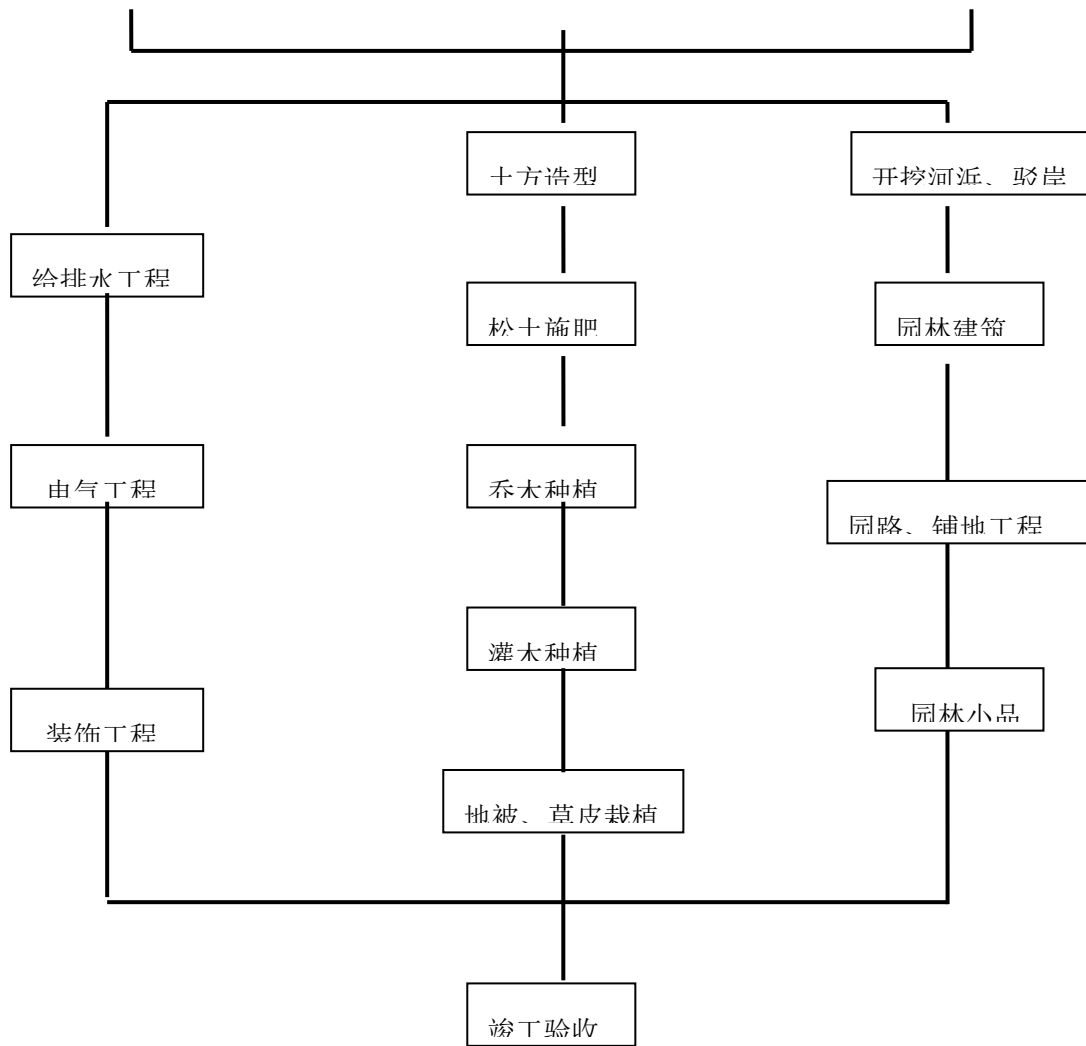 土方造型
开挖河浜、驳岸
给排水工程
松土施肥
园林建筑
电气工程
乔木种植
园路、铺地工程
灌木种植
装饰工程
园林小品
地被、草皮栽植
竣工验收